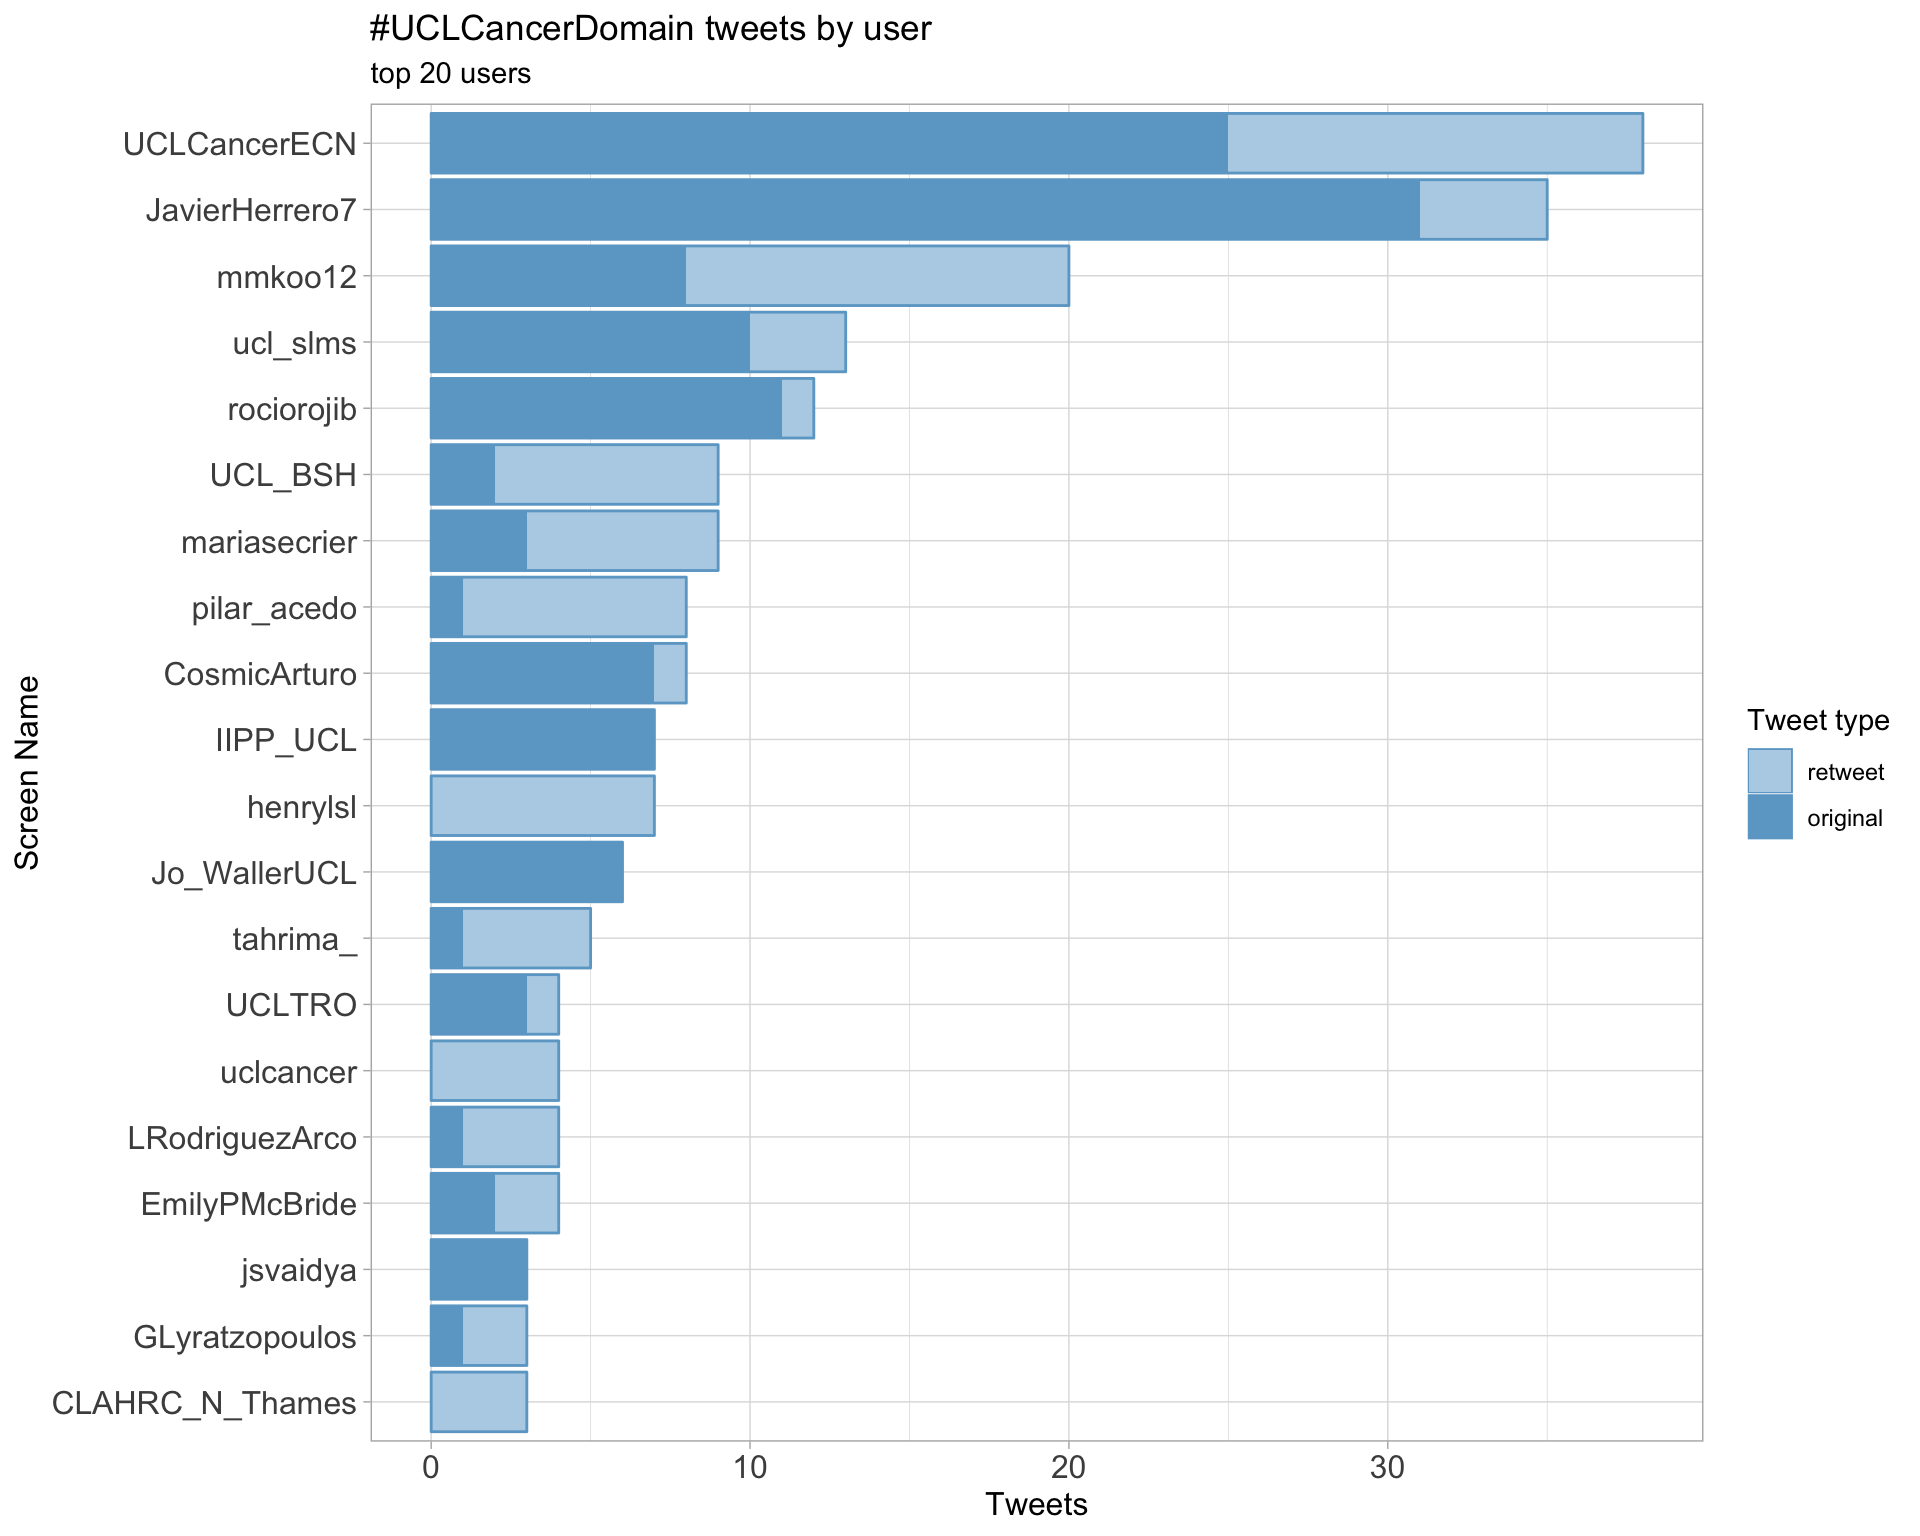 #UCLCancerDomain tweets by user
top 20 users
UCLCancerECN
JavierHerrero7
mmkoo12
ucl_slms
rociorojib
UCL_BSH
mariasecrier
pilar_acedo
CosmicArturo
IIPP_UCL
henrylsl
Jo_WallerUCL
tahrima_
UCLTRO
uclcancer
LRodriguezArco
EmilyPMcBride
jsvaidya
GLyratzopoulos
CLAHRC_N_Thames
Screen Name
0 10 20 30
Tweets
Tweet type
retweet
original